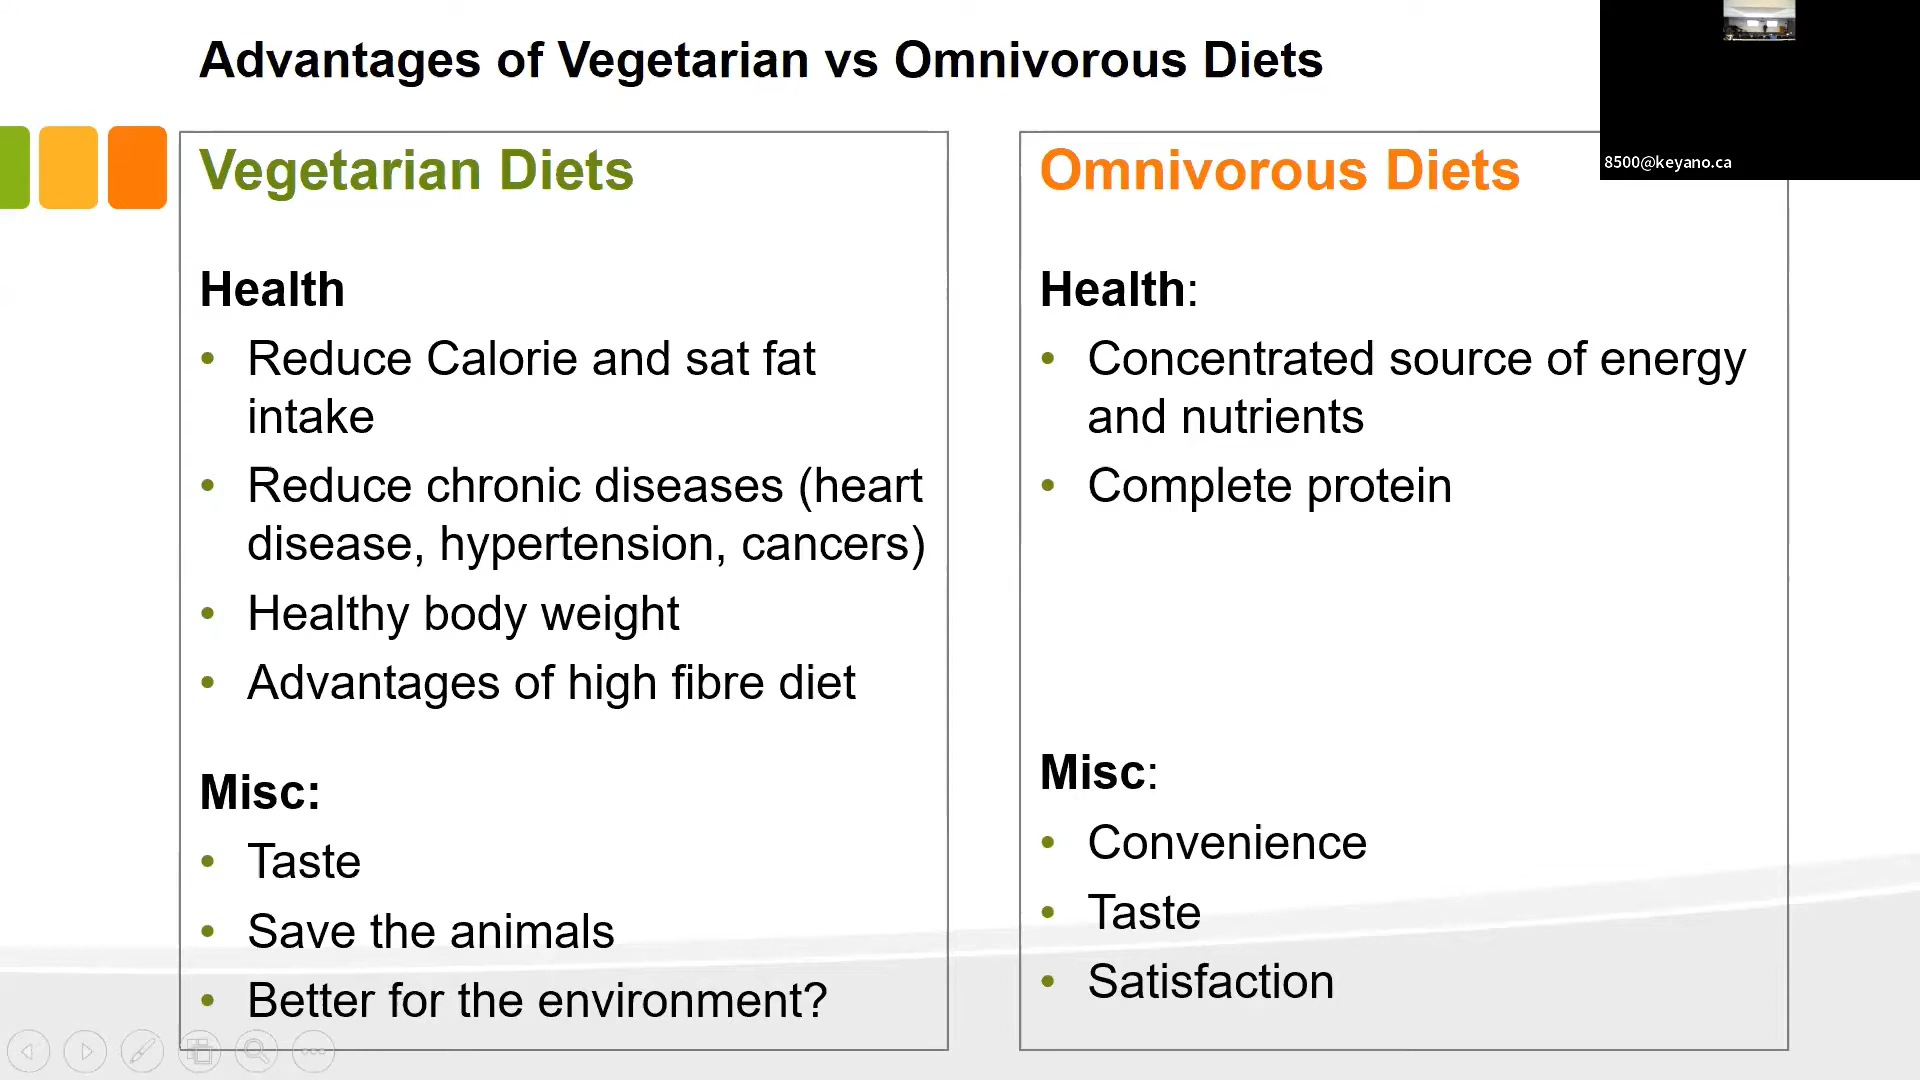 Advantages of Vegetarian vs Omnivorous Diets
8500@keyano.ca
Vegetarian Diets
Health
• Reduce Calorie and sat fat
intake
• Reduce chronic diseases (heart
disease, hypertension, cancers)
• Healthy body weight
• Advantages of high fibre diet
Misc:
• Taste
• Save the animals
• Better for the environment?
Omnivorous Diets
Health:
• Concentrated source of energy
and nutrients
• Complete protein
Misc:
• Convenience
• Taste
• Satisfaction